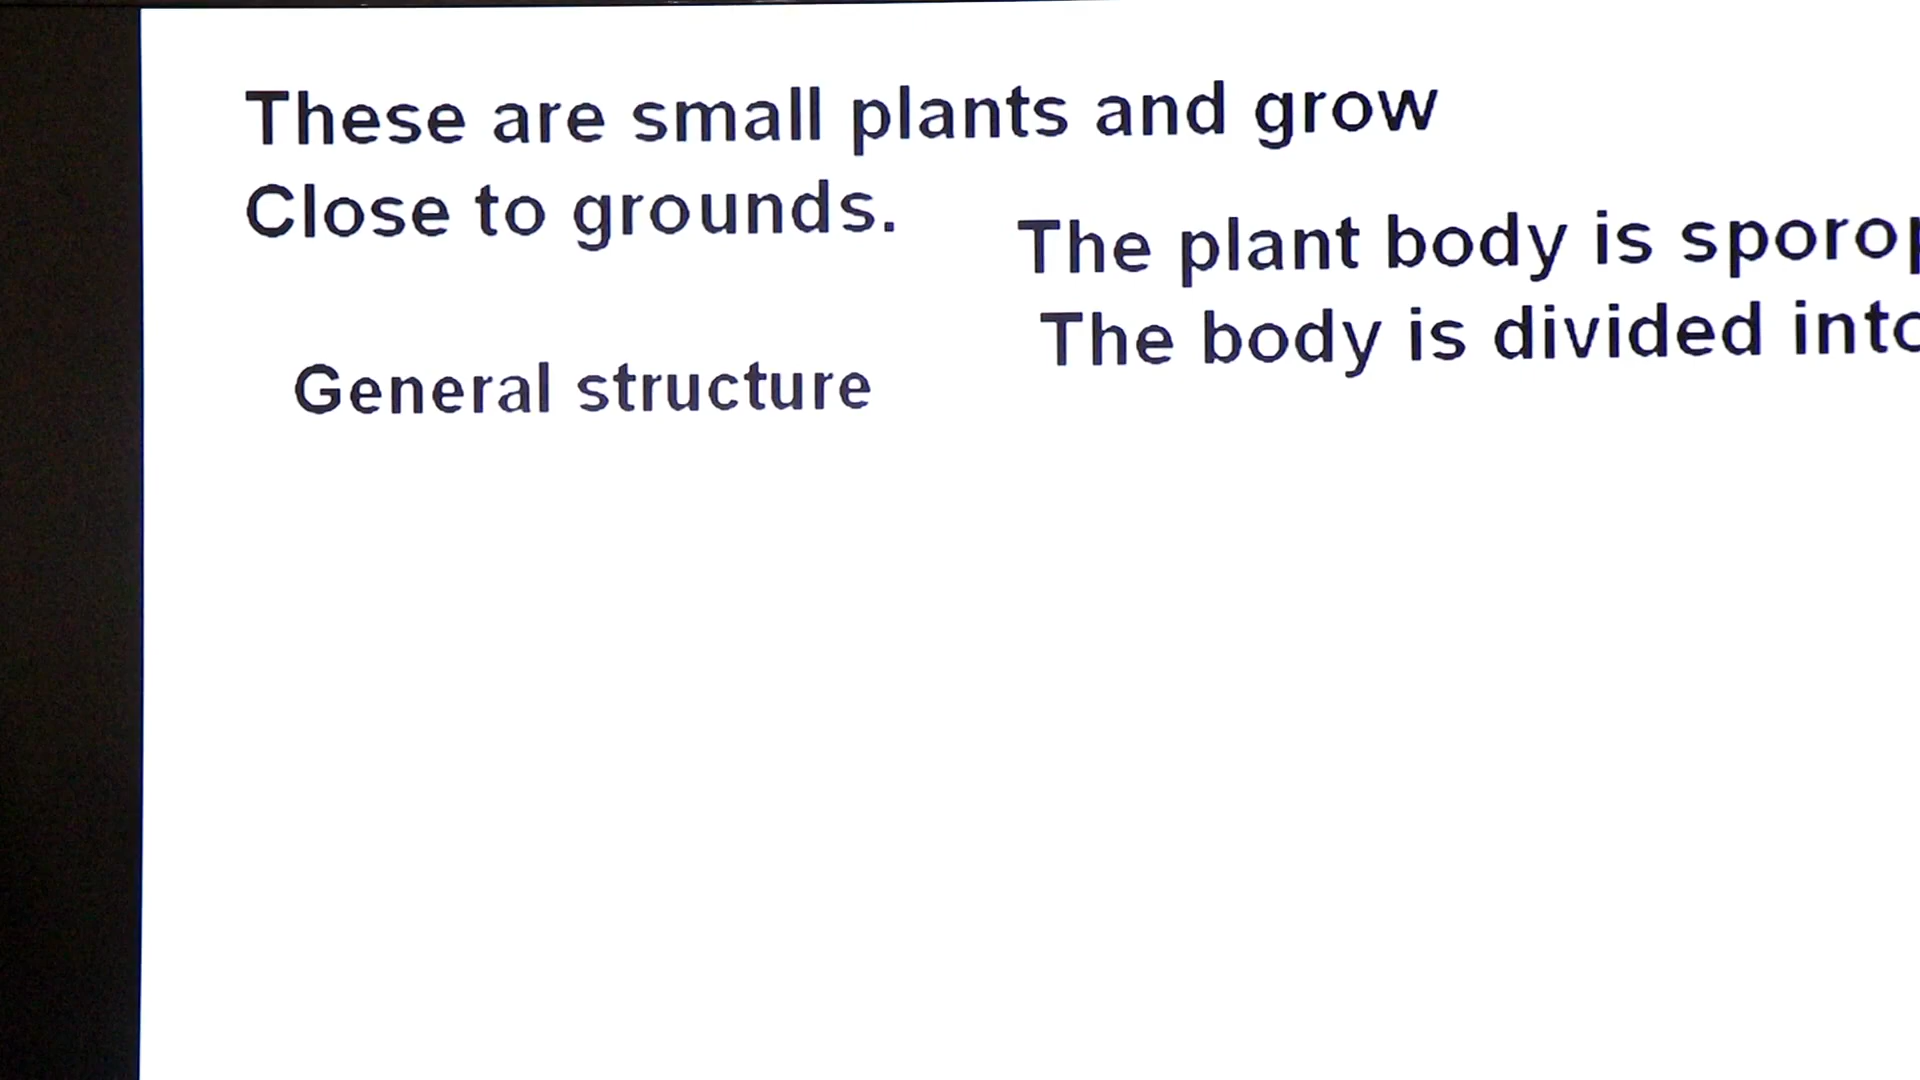 These are small plants and grow
Close to grounds.
The plant body is
The body is divided
General structure